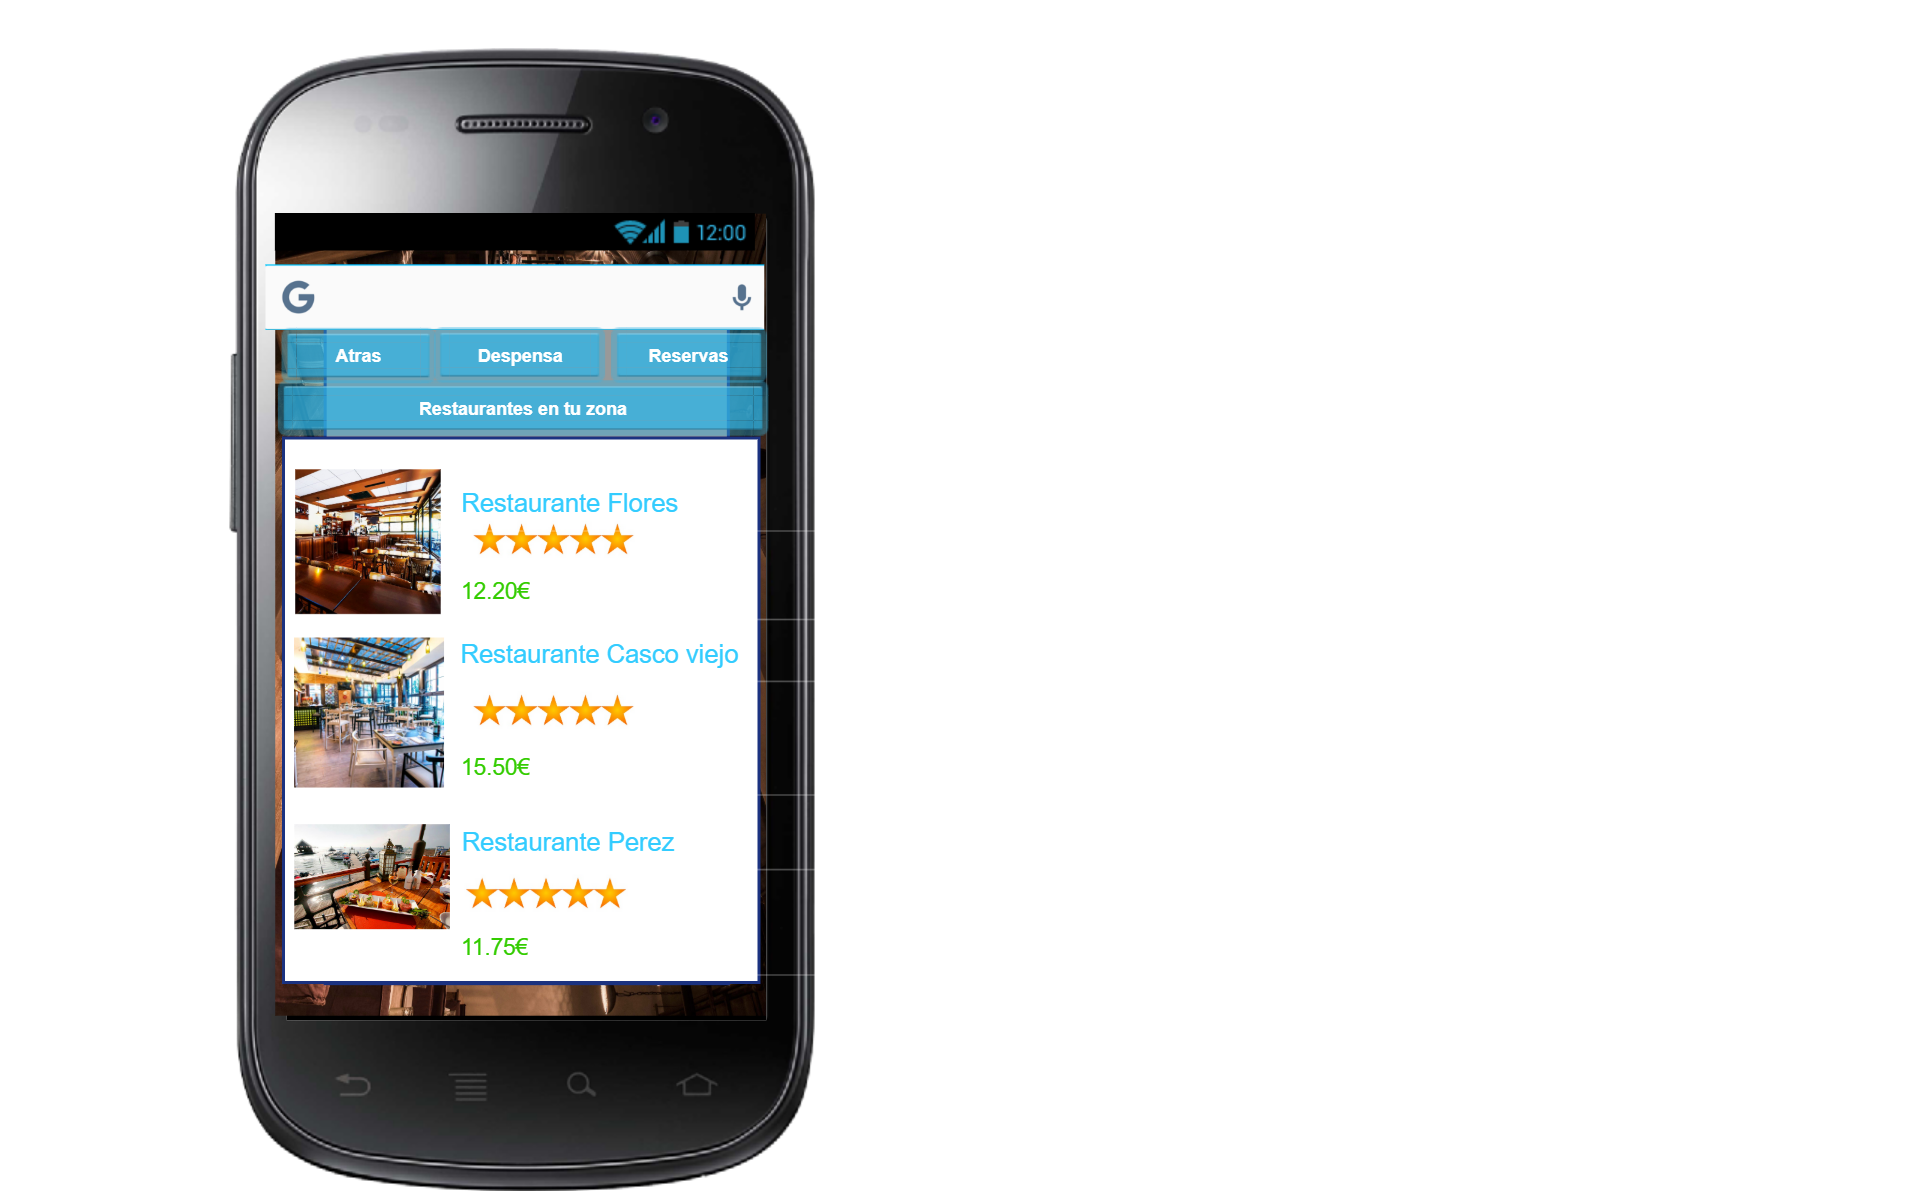 12:00
G
Atras
Despensa
Reservas
Restaurantes en tu zona
Restaurante Flores
12.20€
Restaurante Casco viejo
15.50€
Restaurante Perez
11.75€